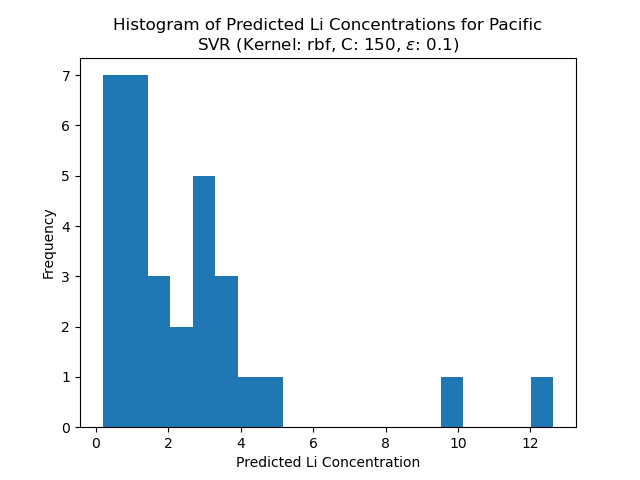 Histogram of Predicted Li Concentrations for Pacific
SVR (Kernel: rbf, C: 150, ε: 0.1)
Frequency
7
6
5
4
3
2
1
0
0 2 4 6 8 10 12
Predicted Li Concentration